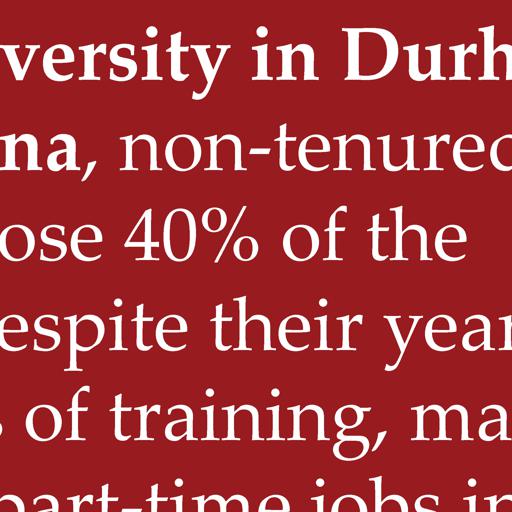 versity in Durh
na, non-tenured
ose 40% of the
espite their year
s of training, ma
part-time jobs in